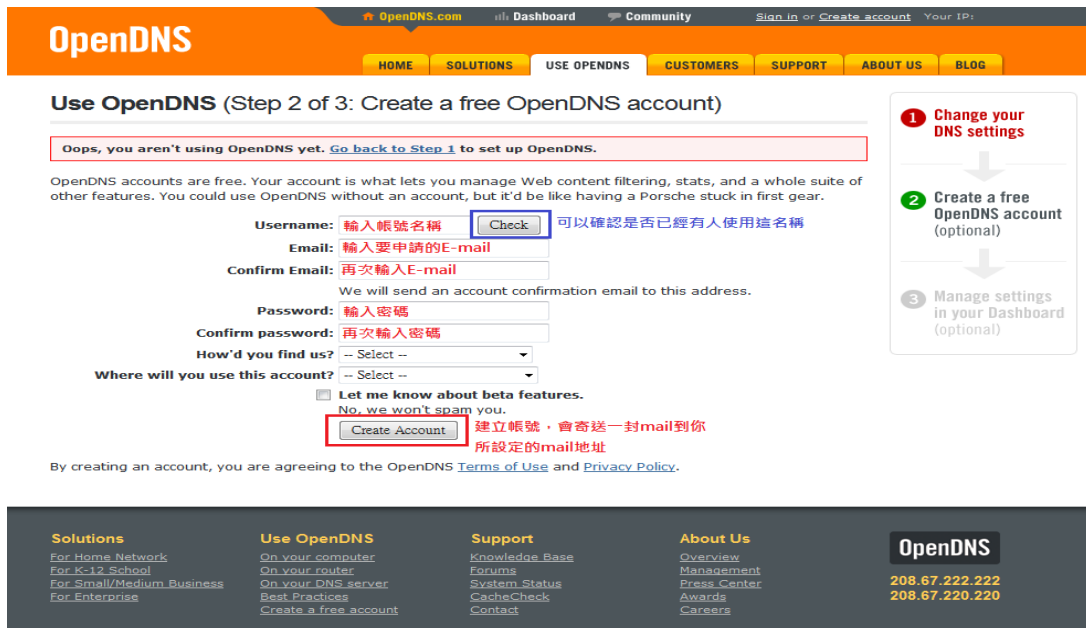 OpenDNS.com Dashboard Community Sign in or Create account Your IP:
OpenDNS
HOME SOLUTIONS USE OPENDNS CUSTOMERS SUPPORT ABOUT US BLOG
Use OpenDNS (Step 2 of 3: Create a free OpenDNS account)
Oops, you aren't using OpenDNS yet. Go back to Step 1 to set up OpenDNS.
OpenDNS accounts are free. Your account is what lets you manage Web content filtering, stats, and a whole suite of
other features. You could use OpenDNS without an account, but it'd be like having a Porsche stuck in first gear.
Username: 輸入帳號名稱 Check 可以確認是否已經有人使用這名稱
Email: 輸入要申請的E-mail
Confirm Email: 再次輸入E-mail
We will send an account confirmation email to this address.
Password: 輸入密碼
Confirm password: 再次輸入密碼
How'd you find us? -- Select --
Where will you use this account? -- Select --
Let me know about beta features.
No, we won't spam you.
Create Account 建立帳號，會寄送一封mail到你
所設定的mail地址
By creating an account, you are agreeing to the OpenDNS Terms of Use and Privacy Policy.
1 Change your
DNS settings
2 Create a free
OpenDNS account
(optional)
3 Manage settings
in your Dashboard
(optional)
Solutions
For Home Network
For K-12 School
For Small/Medium Business
For Enterprise
Use OpenDNS
On your computer
On your router
On your DNS server
Best Practices
Create a free account
Support
Knowledge Base
Forums
System Status
CacheCheck
Contact
About Us
Overview
Management
Press Center
Awards
Careers
OpenDNS
208.67.222.222
208.67.220.220